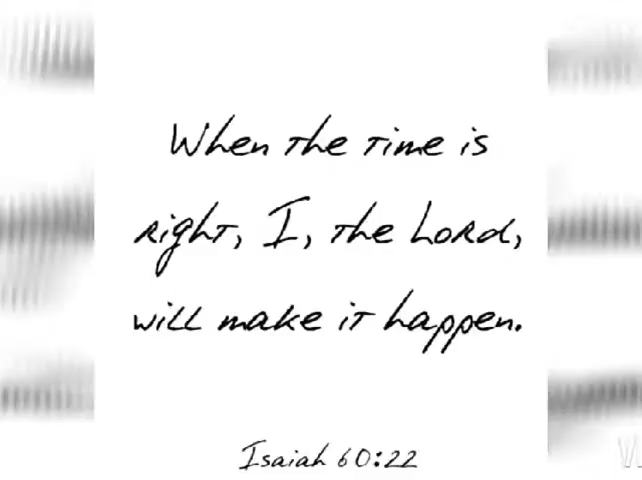 When the time is
right, I, the Lord,
will make it happen.
Isaiah 60:22